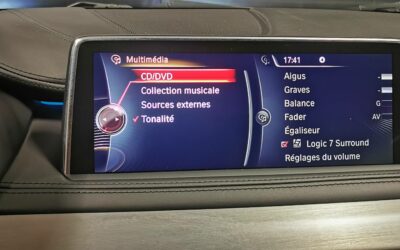 Multimédia
CD/DVD
Collection musicale
Sources externes
Tonalité
17:41
Aigus
Graves
Balance G
Fader AV
Égaliseur
Logic 7 Surround
Réglages du volume